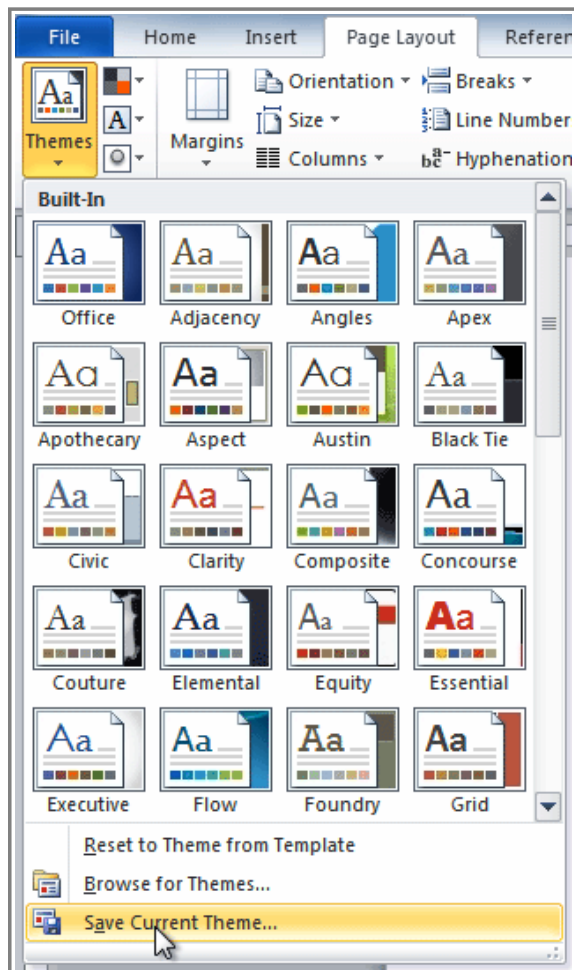 File Home Insert Page Layout Referen
Aa Orientation Breaks
A Size Line Number
Themes Margins Columns Hyphenation
Built-In
Aa Aa Aa Aa
Office Adjacency Angles Apex
Aa Aa Aa Aa
Apothecary Aspect Austin Black Tie
Aa Aa Aa Aa
Civic Clarity Composite Concourse
Aa Aa Aa Aa
Couture Elemental Equity Essential
Aa Aa Aa Aa
Executive Flow Foundry Grid
Reset to Theme from Template
Browse for Themes...
Save Current Theme...